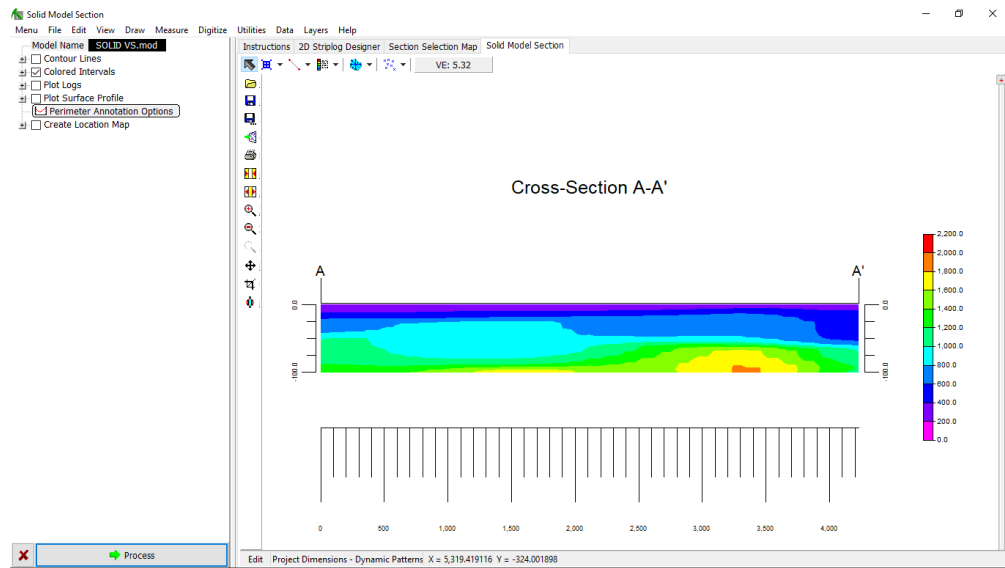 Solid Model Section
Menu File Edit View Draw Measure Digitize Utilities Data Layers Help
Model Name SOLID VS.mod
Contour Lines
Colored Intervals
Plot Logs
Plot Surface Profile
Perimeter Annotation Options
Create Location Map
Process
Instructions 2D Striplog Designer Section Selection Map Solid Model Section
VE: 5.32
Cross-Section A-A'
A A'
0.0 0.0
-100.0 -100.0
2,200.0
2,000.0
1,800.0
1,600.0
1,400.0
1,200.0
1,000.0
800.0
600.0
400.0
200.0
0.0
0 500 1,000 1,500 2,000 2,500 3,000 3,500 4,000
Edit Project Dimensions - Dynamic Patterns X = 5,319.419116 Y = -324.001898